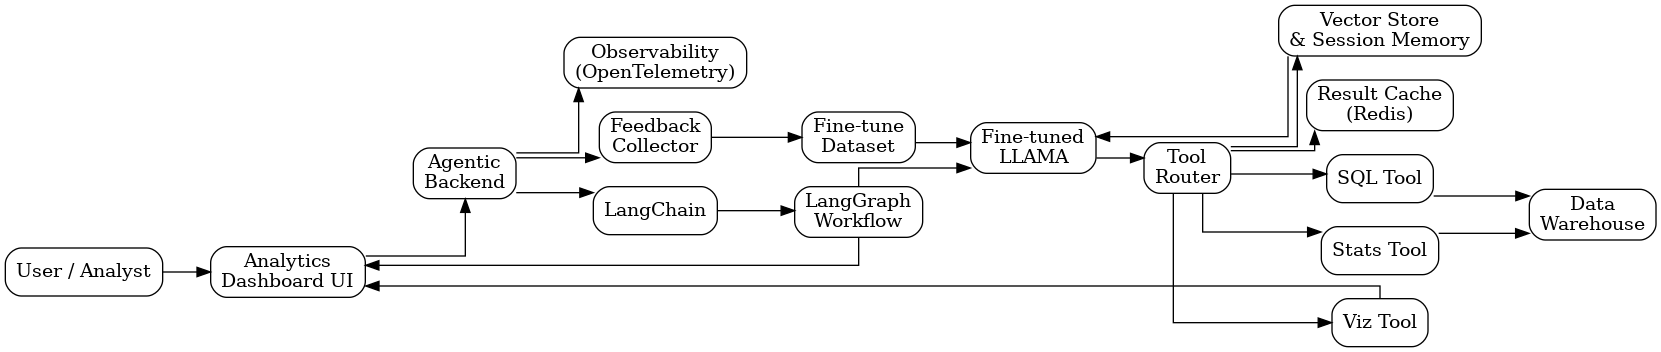 Vector Store
& Session Memory
Observability
(OpenTelemetry)
Result Cache
(Redis)
Feedback
Collector
Fine-tune
Dataset
Fine-tuned
LLAMA
Agentic
Backend
Tool
Router
SQL Tool
LangChain
LangGraph
Workflow
Data
Warehouse
Stats Tool
User / Analyst
Analytics
Dashboard UI
Viz Tool